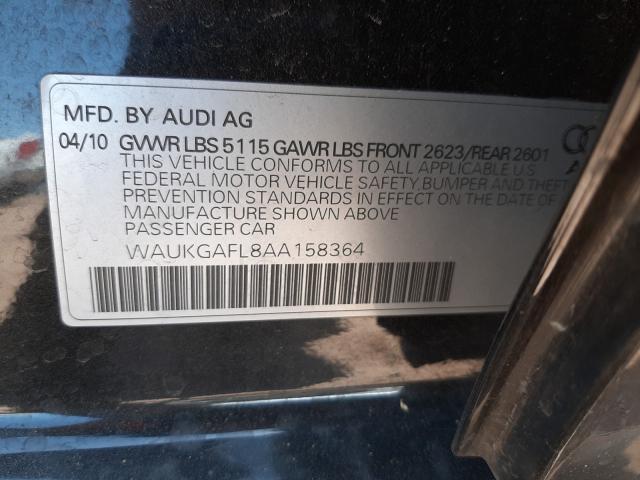 MFD. BY AUDI AG
04/10 GVWR LBS 5115 GAWR LBS FRONT 2623/REAR 2601
THIS VEHICLE CONFORMS TO ALL APPLICABLE U.S
FEDERAL MOTOR VEHICLE SAFETY,BUMPER AND THEFT
PREVENTION STANDARDS IN EFFECT ON THE DATE OF
MANUFACTURE SHOWN ABOVE
PASSENGER CAR
WAUKGAFL8AA158364